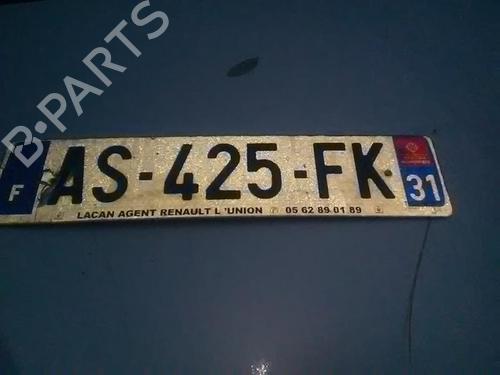 B-PARTS
F AS-425-FK 31
LACAN AGENT RENAULT L 'UNION 05 62 89 01 89